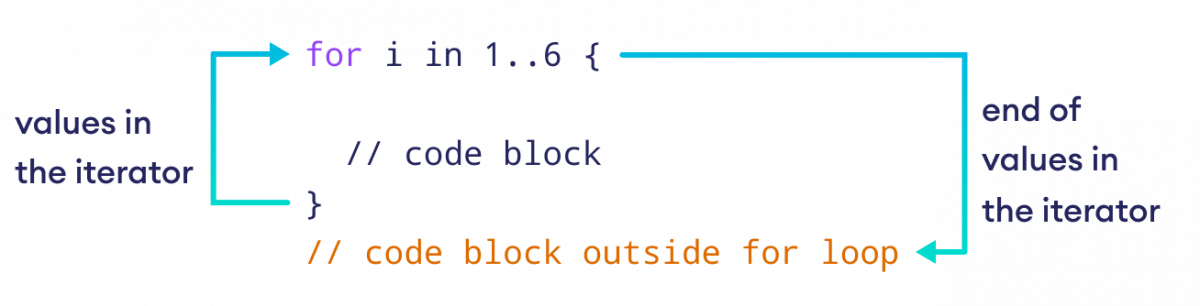 for i in 1..6 {
values in
the iterator
end of
values in
the iterator
// code block
}
// code block outside for loop